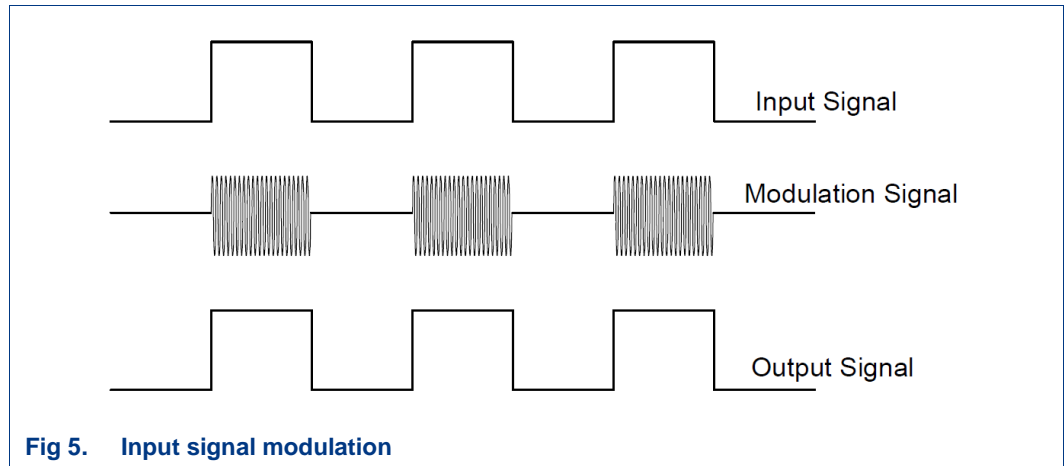 Input Signal
Modulation Signal
Output Signal
Fig 5. Input signal modulation